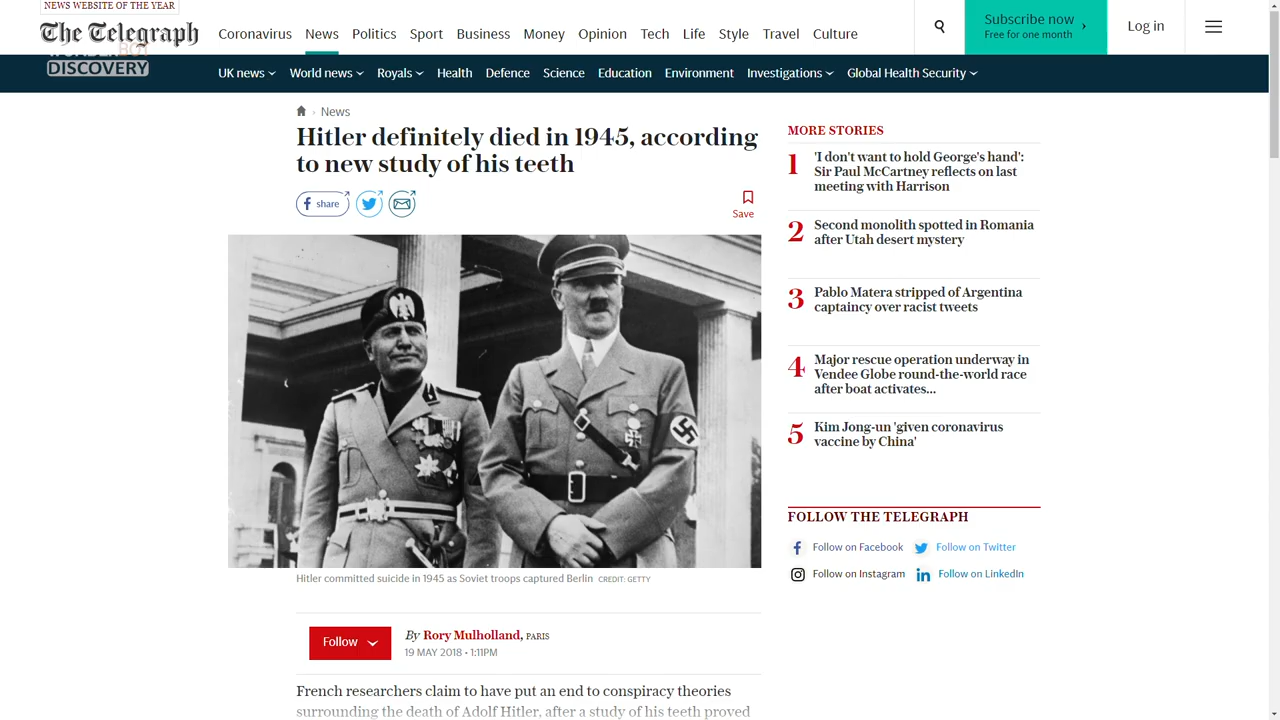 NEWS WEBSITE OF THE YEAR
The Telegraph
DISCOVERY
Coronavirus News Politics Sport Business Money Opinion Tech Life Style Travel Culture
Subscribe now
Free for one month
Log in
UK news World news Royals Health Defence Science Education Environment Investigations Global Health Security
News
Hitler definitely died in 1945, according
to new study of his teeth
share
Save
Hitler committed suicide in 1945 as Soviet troops captured Berlin CREDIT: GETTY
Follow
By Rory Mulholland, PARIS
19 MAY 2018 • 1:11PM
French researchers claim to have put an end to conspiracy theories
surrounding the death of Adolf Hitler, after a study of his teeth proved
MORE STORIES
1 'I don't want to hold George's hand':
Sir Paul McCartney reflects on last
meeting with Harrison
2 Second monolith spotted in Romania
after Utah desert mystery
3 Pablo Matera stripped of Argentina
captaincy over racist tweets
4 Major rescue operation underway in
Vendee Globe round-the-world race
after boat activates...
5 Kim Jong-un 'given coronavirus
vaccine by China'
FOLLOW THE TELEGRAPH
Follow on Facebook Follow on Twitter
Follow on Instagram Follow on LinkedIn